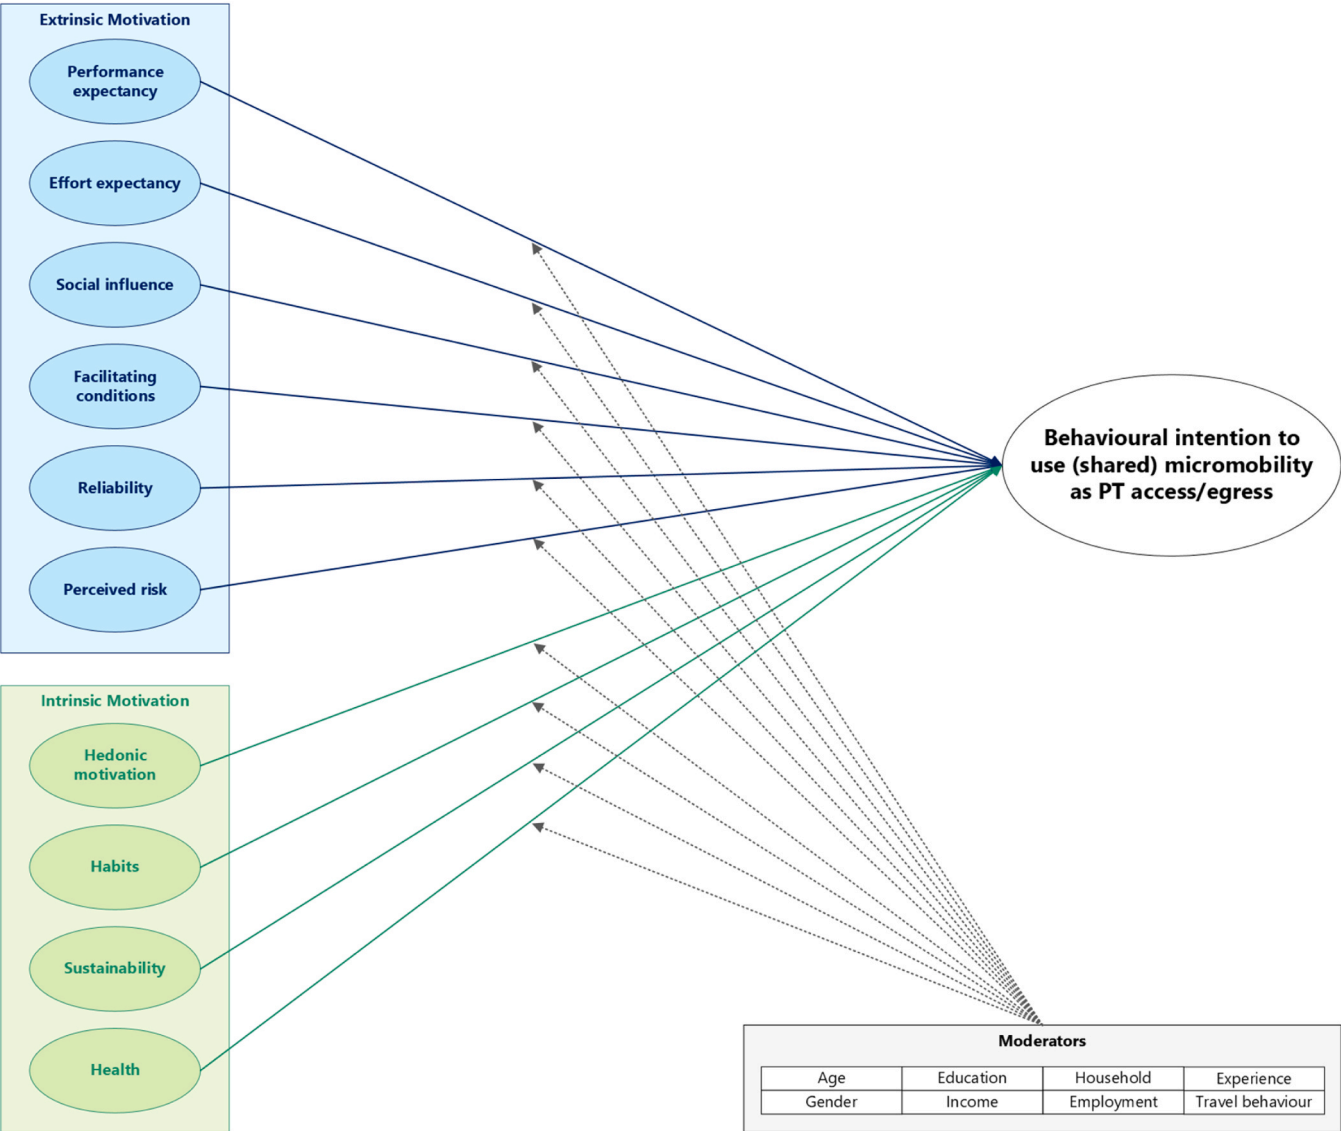 Extrinsic Motivation
Performance
expectancy
Effort expectancy
Social influence
Facilitating
conditions
Reliability
Perceived risk
Intrinsic Motivation
Hedonic
motivation
Habits
Sustainability
Health
Behavioural intention to
use (shared) micromobility
as PT access/egress
Moderators
Age Education Household Experience
Gender Income Employment Travel behaviour